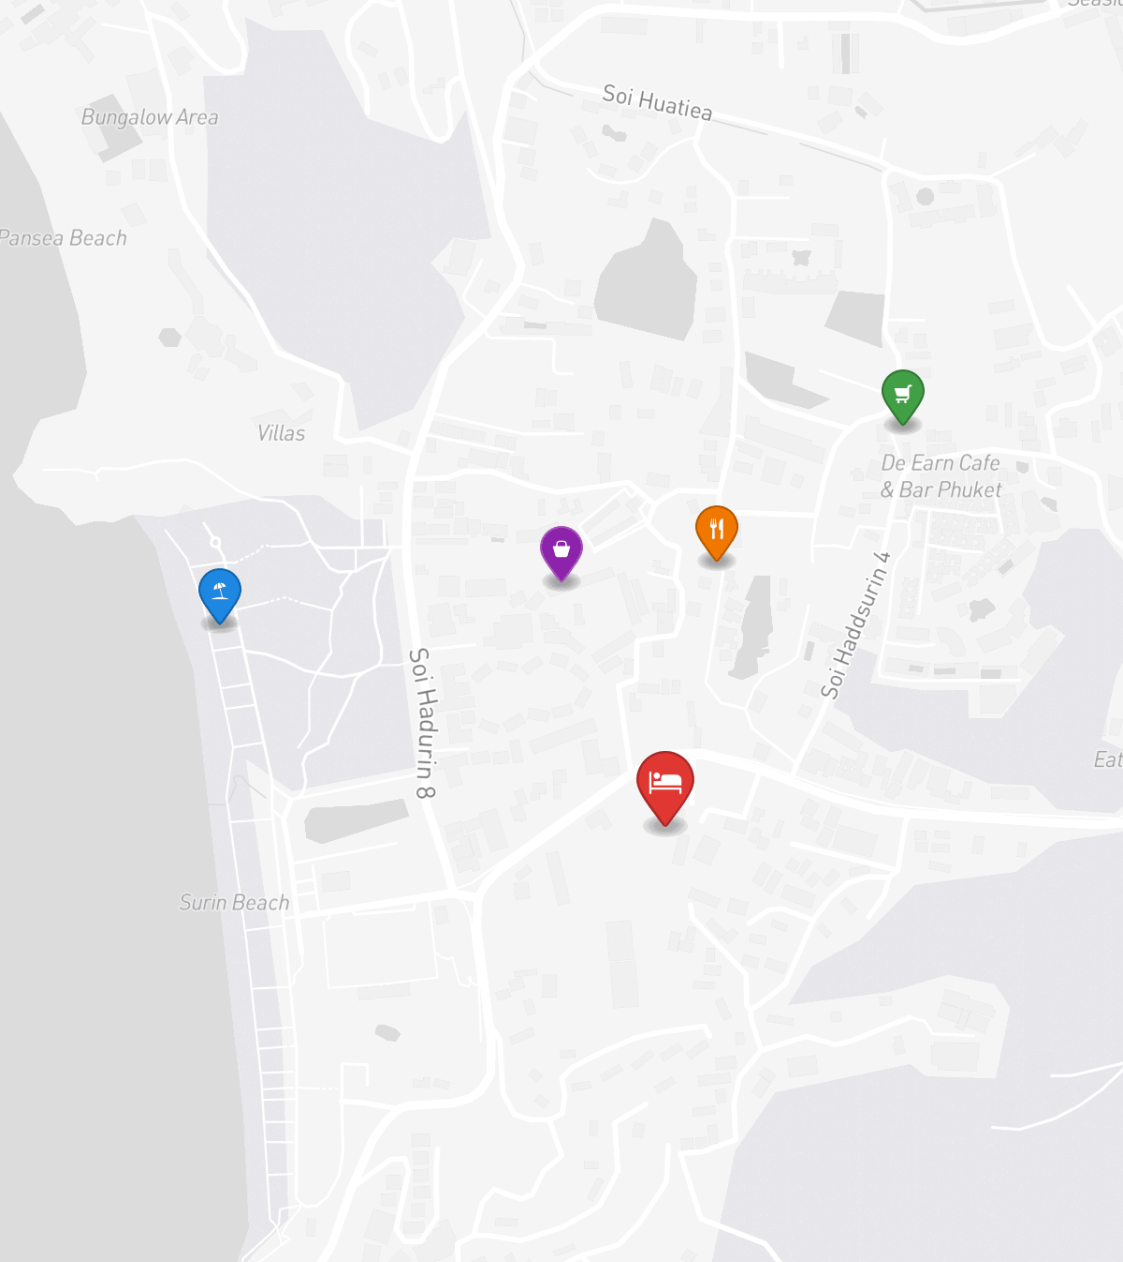 Soi Huatiea
Bungalow Area
Pansea Beach
Villas
De Earn Cafe
& Bar Phuket
Soi Haddsurin 4
Soi Hadurin 8
Surin Beach